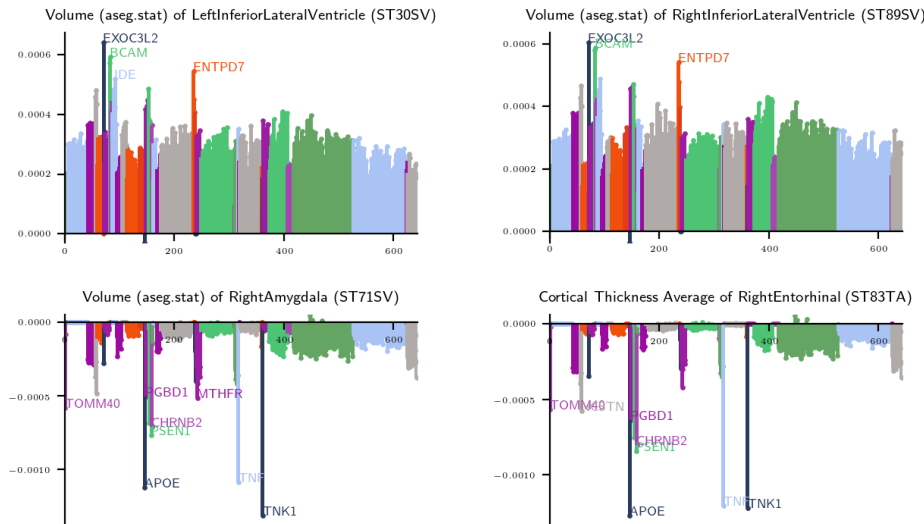 Volume (aseg.stat) of LeftInferiorLateralVentricle (ST30SV)
EXOC3L2
BCAM
IDE
ENTPD7
0.0006
0.0004
0.0002
0.0000
0 200 400 600
Volume (aseg.stat) of RightInferiorLateralVentricle (ST89SV)
EXOC3L2
BCAM
ENTPD7
0.0006
0.0004
0.0002
0.0000
0 200 400 600
Volume (aseg.stat) of RightAmygdala (ST71SV)
0.0000
0 200 400 600
−0.0005
−0.0010
TOMM40
PGBD1
MTHFR
CHRNB2
PSEN1
APOE
TNF
TNK1
Cortical Thickness Average of RightEntorhinal (ST83TA)
0.0000
0 200 400 600
−0.0005
−0.0010
TOMM40
PGBD1
CHRNB2
PSEN1
TNF
TNK1
APOE